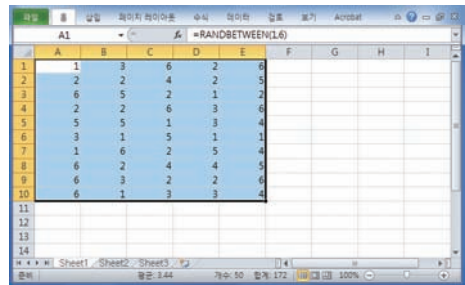 파일 홈 삽입 페이지 레이아웃 수식 데이터 검토 보기 Acrobat
A1 fx =RANDBETWEEN(1,6)
A B C D E F G H I
1 1 3 6 2 6
2 2 2 4 2 5
3 6 5 2 1 2
4 2 2 6 3 6
5 5 5 1 3 4
6 3 1 5 1 1
7 1 6 2 5 4
8 6 2 4 4 5
9 6 3 2 2 6
10 6 1 3 3 4
11
12
13
14
Sheet1 Sheet2 Sheet3
준비 평균: 3.44 개수: 50 합계: 172 100%